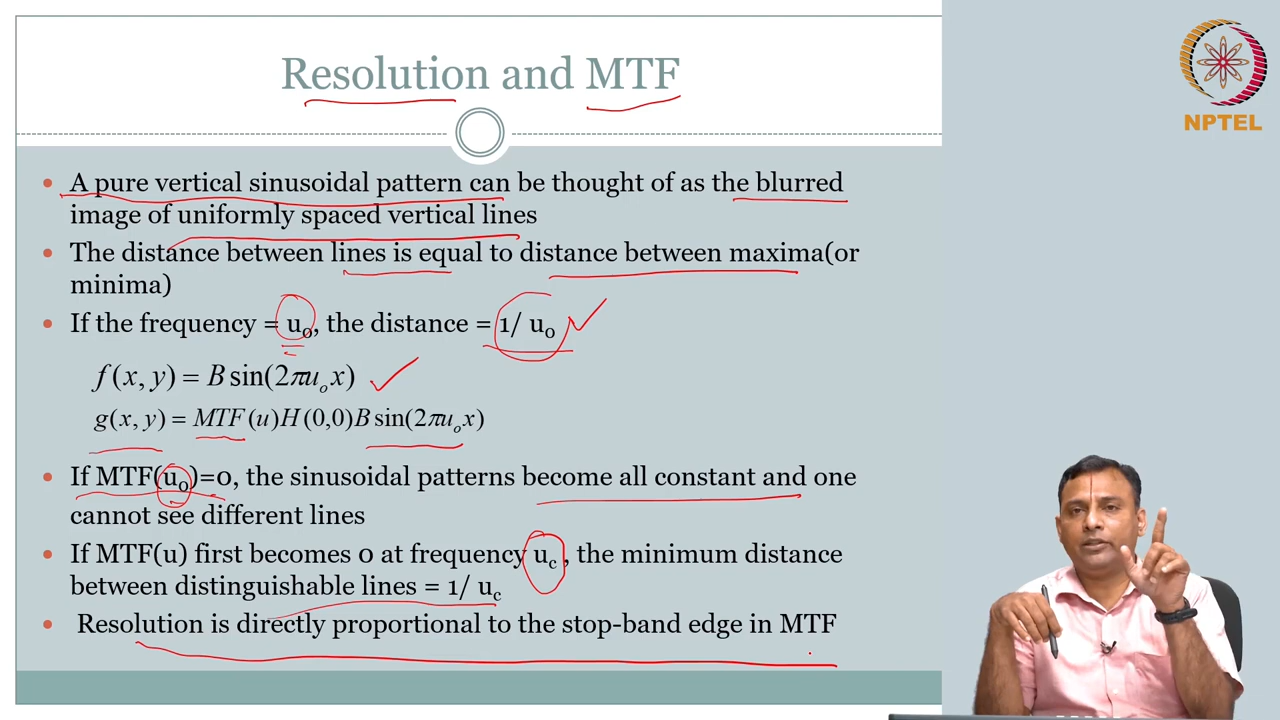 Resolution and MTF
NPTEL
• A pure vertical sinusoidal pattern can be thought of as the blurred
image of uniformly spaced vertical lines
• The distance between lines is equal to distance between maxima(or
minima)
• If the frequency = u₀, the distance = 1/ u₀
f(x, y) = B sin(2πuₒx)
g(x, y) = MTF(u)H(0,0)B sin(2πuₒx)
• If MTF(u₀)=0, the sinusoidal patterns become all constant and one
cannot see different lines
• If MTF(u) first becomes 0 at frequency u꜀ , the minimum distance
between distinguishable lines = 1/ u꜀
• Resolution is directly proportional to the stop-band edge in MTF